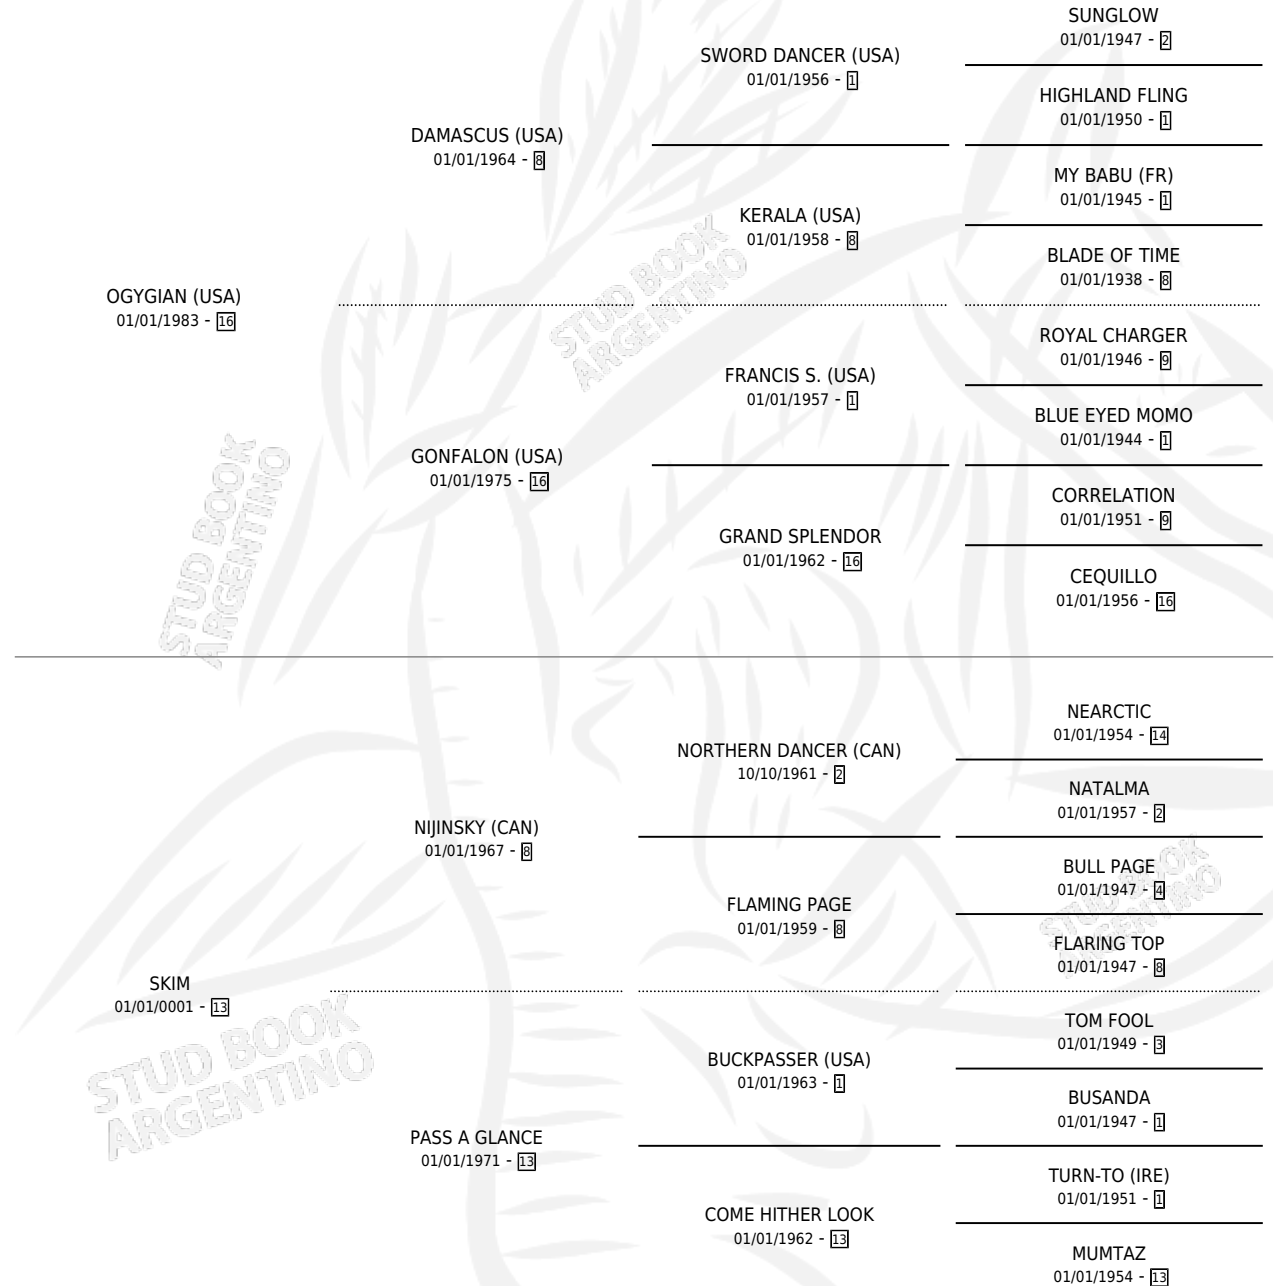 SUNGLOW
01/01/1947 - 2
SWORD DANCER (USA)
01/01/1956 - 1
HIGHLAND FLING
01/01/1950 - 1
DAMASCUS (USA)
01/01/1964 - 8
MY BABU (FR)
01/01/1945 - 1
KERALA (USA)
01/01/1958 - 8
BLADE OF TIME
01/01/1938 - 8
OGYGIAN (USA)
01/01/1983 - 16
ROYAL CHARGER
01/01/1946 - 9
FRANCIS S. (USA)
01/01/1957 - 1
BLUE EYED MOMO
01/01/1944 - 1
GONFALON (USA)
01/01/1975 - 16
CORRELATION
01/01/1951 - 9
GRAND SPLENDOR
01/01/1962 - 16
CEQUILLO
01/01/1956 - 16
NEARCTIC
01/01/1954 - 14
NORTHERN DANCER (CAN)
10/10/1961 - 2
NATALMA
01/01/1957 - 2
NIJINSKY (CAN)
01/01/1967 - 8
BULL PAGE
01/01/1947 - 4
FLAMING PAGE
01/01/1959 - 8
FLARING TOP
01/01/1947 - 8
SKIM
01/01/0001 - 13
TOM FOOL
01/01/1949 - 3
BUCKPASSER (USA)
01/01/1963 - 1
BUSANDA
01/01/1947 - 1
PASS A GLANCE
01/01/1971 - 13
TURN-TO (IRE)
01/01/1951 - 1
COME HITHER LOOK
01/01/1962 - 13
MUMTAZ
01/01/1954 - 13
STUD BOOK
ARGENTINO
STUD BOOK
ARGENTINO
STUD BOOK
ARGENTINO
STUD BOOK
ARGENTINO